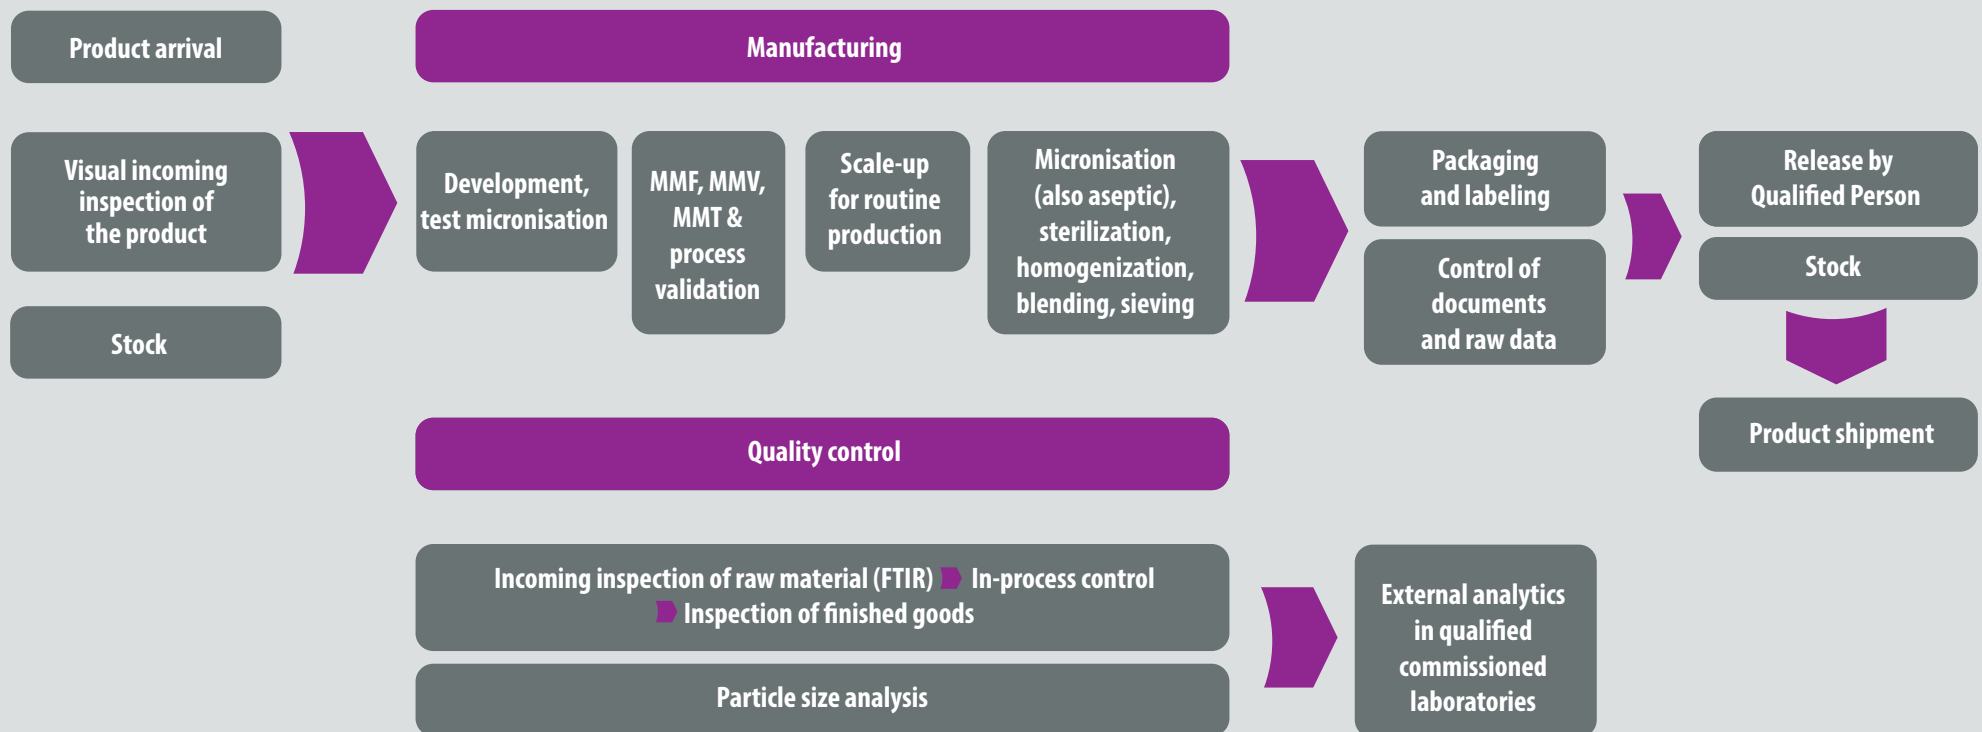 Product arrival
Visual incoming
inspection of
the product
Stock
Manufacturing
Development,
test micronisation
MMF, MMV,
MMT &
process
validation
Scale-up
for routine
production
Micronisation
(also aseptic),
sterilization,
homogenization,
blending, sieving
Packaging
and labeling
Control of
documents
and raw data
Release by
Qualified Person
Stock
Product shipment
Quality control
Incoming inspection of raw material (FTIR) In-process control
Inspection of finished goods
Particle size analysis
External analytics
in qualified
commissioned
laboratories